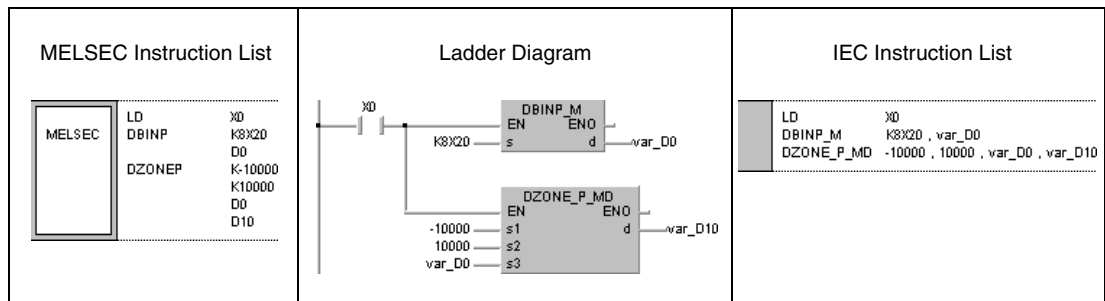 MELSEC Instruction List
MELSEC
LD X0
DBINP K8X20
D0
DZONEP K-10000
K10000
D0
D10
Ladder Diagram
X0
DBINP_M
EN ENO
K8X20 s d var_D0
DZONE_P_MD
EN ENO
-10000 s1 d var_D10
10000 s2
var_D0 s3
IEC Instruction List
LD X0
DBINP_M K8X20 , var_D0
DZONE_P_MD -10000 , 10000 , var_D0 , var_D10